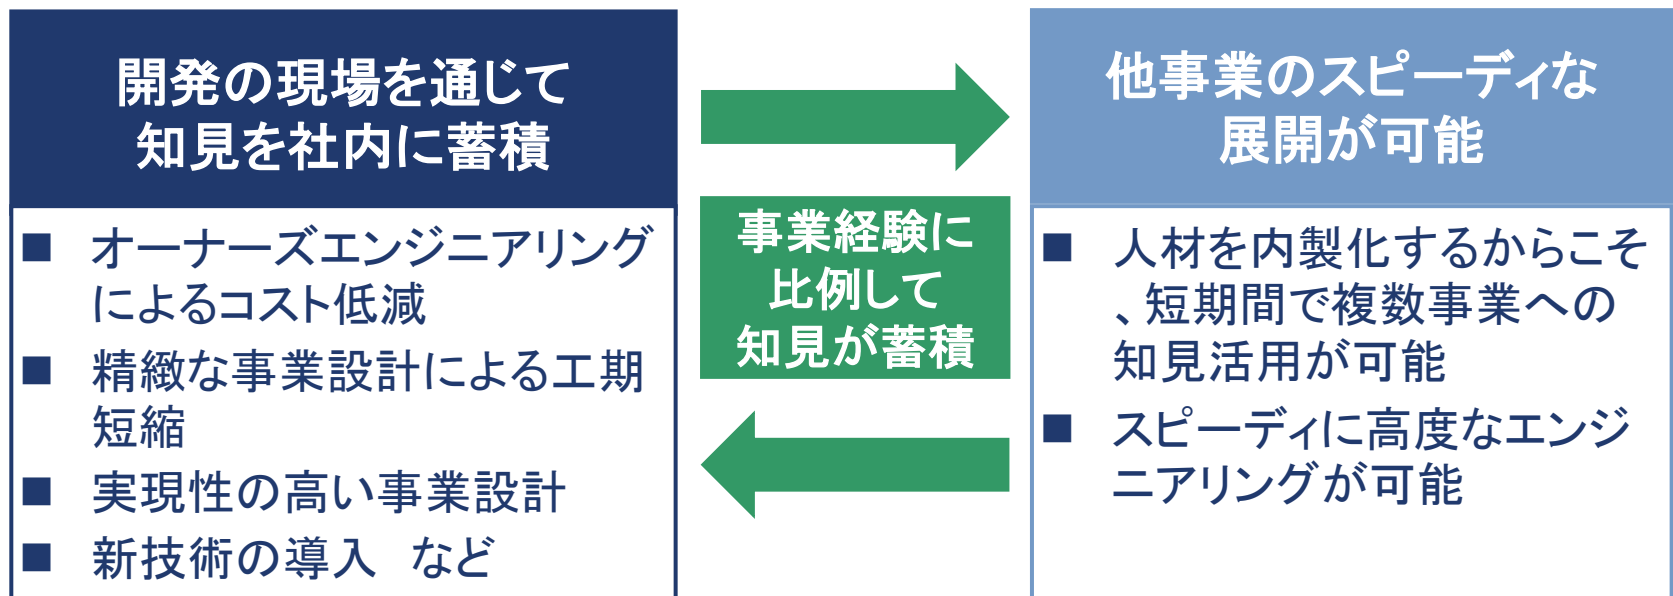 開発の現場を通じて
知見を社内に蓄積
■ オーナーズエンジニアリング
によるコスト低減
■ 精緻な事業設計による工期
短縮
■ 実現性の高い事業設計
■ 新技術の導入　など
事業経験に
比例して
知見が蓄積
他事業のスピーディな
展開が可能
■ 人材を内製化するからこそ
、短期間で複数事業への
知見活用が可能
■ スピーディに高度なエンジ
ニアリングが可能